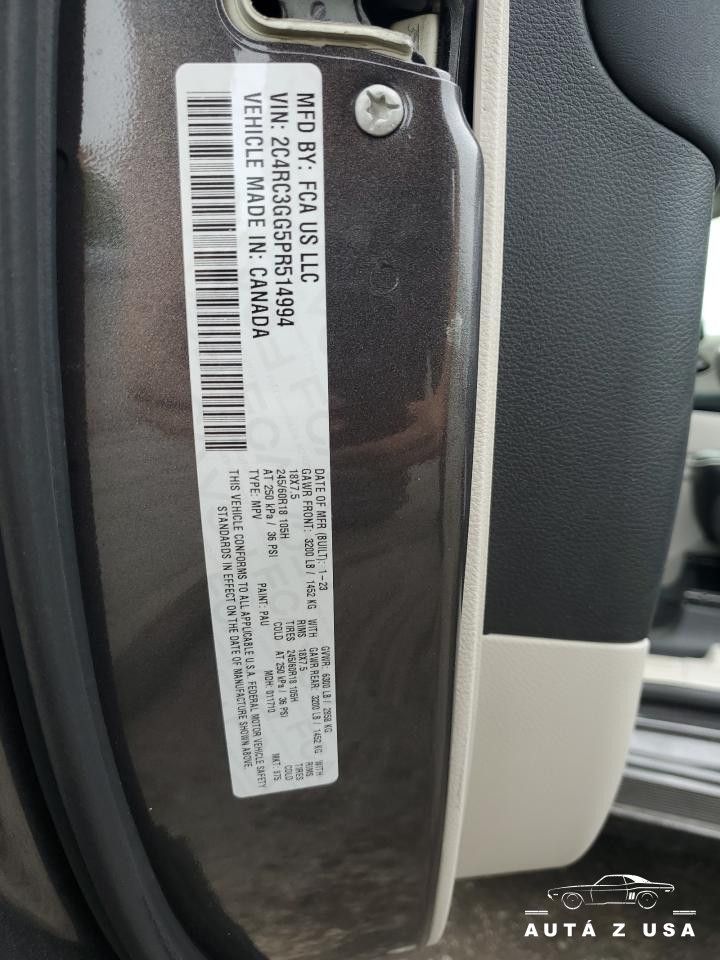 MFD BY: FCA US LLC
VIN: 2C4RC3GG5PR514994
VEHICLE MADE IN: CANADA
DATE OF MFR (BUILT): 1-23 GVWR: 6300 LB / 2858 KG
GAWR FRONT: 3200 LB / 1452 KG WITH GAWR REAR: 3200 LB / 1452 KG WITH
18X7.5 RIMS 18X7.5 RIMS
245/60R18 105H TIRES 245/60R18 105H TIRES
AT 250 kPa / 36 PSI COLD AT 250 kPa / 36 PSI COLD
TYPE: MPV PAINT: PAU MDH: 011710
THIS VEHICLE CONFORMS TO ALL APPLICABLE U.S.A. FEDERAL MOTOR VEHICLE SAFETY
STANDARDS IN EFFECT ON THE DATE OF MANUFACTURE SHOWN ABOVE.
AUTÁ Z USA